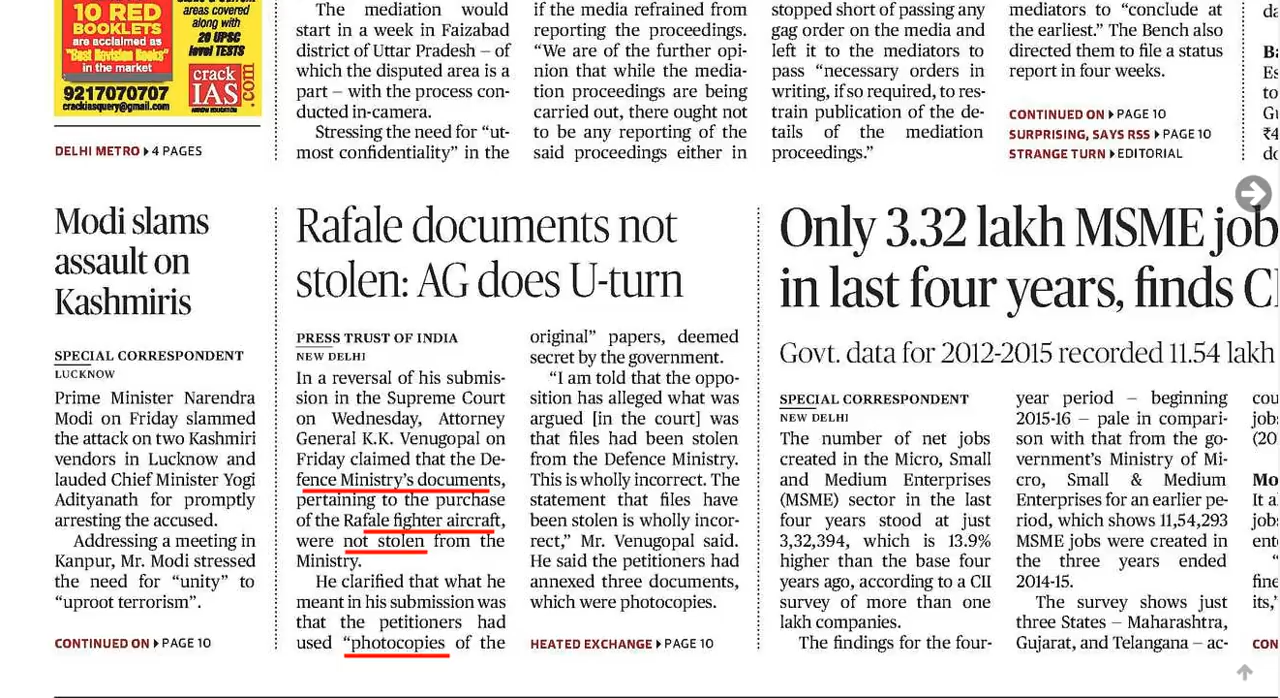 10 RED
BOOKLETS
are acclaimed as
"Best Revision Books"
in the market
areas covered
along with
20 UPSC
level TESTS
crack
IAS
.com
9217070707
crackiasquery@gmail.com
DELHI METRO 4 PAGES
The mediation would
start in a week in Faizabad
district of Uttar Pradesh – of
which the disputed area is a
part – with the process con-
ducted in-camera.
Stressing the need for “ut-
most confidentiality” in the
if the media refrained from
reporting the proceedings.
“We are of the further opi-
nion that while the media-
tion proceedings are being
carried out, there ought not
to be any reporting of the
said proceedings either in
stopped short of passing any
gag order on the media and
left it to the mediators to
pass “necessary orders in
writing, if so required, to res-
train publication of the de-
tails of the mediation
proceedings.”
mediators to “conclude at
the earliest.” The Bench also
directed them to file a status
report in four weeks.
CONTINUED ON PAGE 10
SURPRISING, SAYS RSS PAGE 10
STRANGE TURN EDITORIAL
Modi slams
assault on
Kashmiris
SPECIAL CORRESPONDENT
LUCKNOW
Prime Minister Narendra
Modi on Friday slammed
the attack on two Kashmiri
vendors in Lucknow and
lauded Chief Minister Yogi
Adityanath for promptly
arresting the accused.
Addressing a meeting in
Kanpur, Mr. Modi stressed
the need for “unity” to
“uproot terrorism”.
CONTINUED ON PAGE 10
Rafale documents not
stolen: AG does U-turn
PRESS TRUST OF INDIA
NEW DELHI
In a reversal of his submis-
sion in the Supreme Court
on Wednesday, Attorney
General K.K. Venugopal on
Friday claimed that the De-
fence Ministry’s documents,
pertaining to the purchase
of the Rafale fighter aircraft,
were not stolen from the
Ministry.
He clarified that what he
meant in his submission was
that the petitioners had
used “photocopies of the
original” papers, deemed
secret by the government.
“I am told that the oppo-
sition has alleged what was
argued [in the court] was
that files had been stolen
from the Defence Ministry.
This is wholly incorrect. The
statement that files have
been stolen is wholly incor-
rect,” Mr. Venugopal said.
He said the petitioners had
annexed three documents,
which were photocopies.
HEATED EXCHANGE PAGE 10
Only 3.32 lakh MSME job
in last four years, finds CI
Govt. data for 2012-2015 recorded 11.54 lakh
SPECIAL CORRESPONDENT
NEW DELHI
The number of net jobs
created in the Micro, Small
and Medium Enterprises
(MSME) sector in the last
four years stood at just
3,32,394, which is 13.9%
higher than the base four
years ago, according to a CII
survey of more than one
lakh companies.
The findings for the four-
year period – beginning
2015-16 – pale in compari-
son with that from the go-
vernment’s Ministry of Mi-
cro, Small & Medium
Enterprises for an earlier pe-
riod, which shows 11,54,293
MSME jobs were created in
the three years ended
2014-15.
The survey shows just
three States – Maharashtra,
Gujarat, and Telangana – ac-